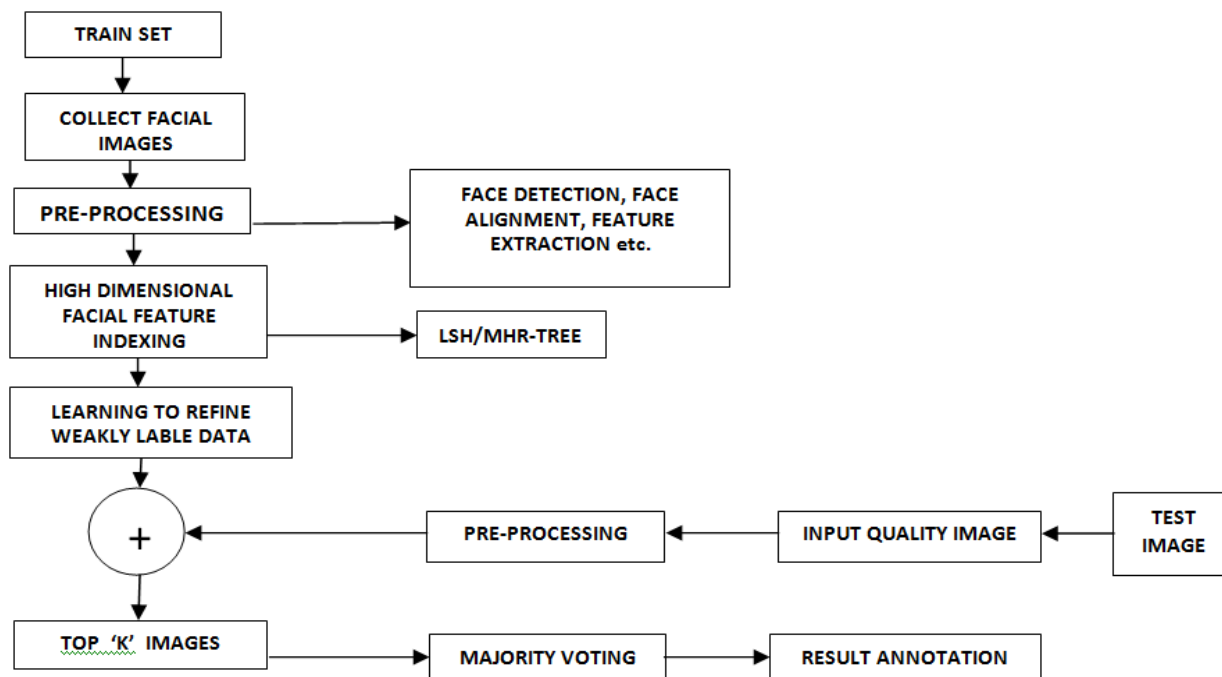 TRAIN SET
COLLECT FACIAL
IMAGES
PRE-PROCESSING
FACE DETECTION, FACE
ALIGNMENT, FEATURE
EXTRACTION etc.
HIGH DIMENSIONAL
FACIAL FEATURE
INDEXING
LSH/MHR-TREE
LEARNING TO REFINE
WEAKLY LABLE DATA
+
PRE-PROCESSING
INPUT QUALITY IMAGE
TEST
IMAGE
TOP ‘K’ IMAGES
MAJORITY VOTING
RESULT ANNOTATION